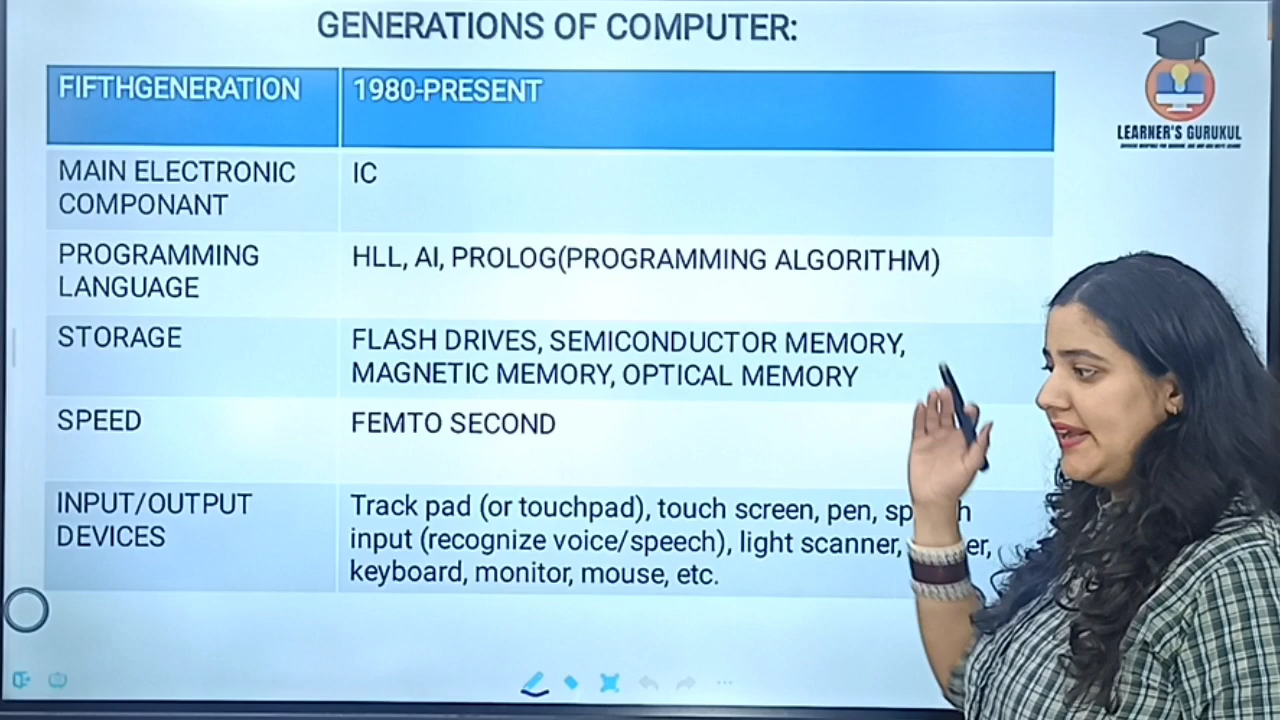 GENERATIONS OF COMPUTER:
FIFTHGENERATION 1980-PRESENT
MAIN ELECTRONIC IC
COMPONANT
PROGRAMMING HLL, AI, PROLOG(PROGRAMMING ALGORITHM)
LANGUAGE
STORAGE FLASH DRIVES, SEMICONDUCTOR MEMORY,
MAGNETIC MEMORY, OPTICAL MEMORY
SPEED FEMTO SECOND
INPUT/OUTPUT Track pad (or touchpad), touch screen, pen,
DEVICES input (recognize voice/speech), light scanner,
keyboard, monitor, mouse, etc.
LEARNER'S GURUKUL